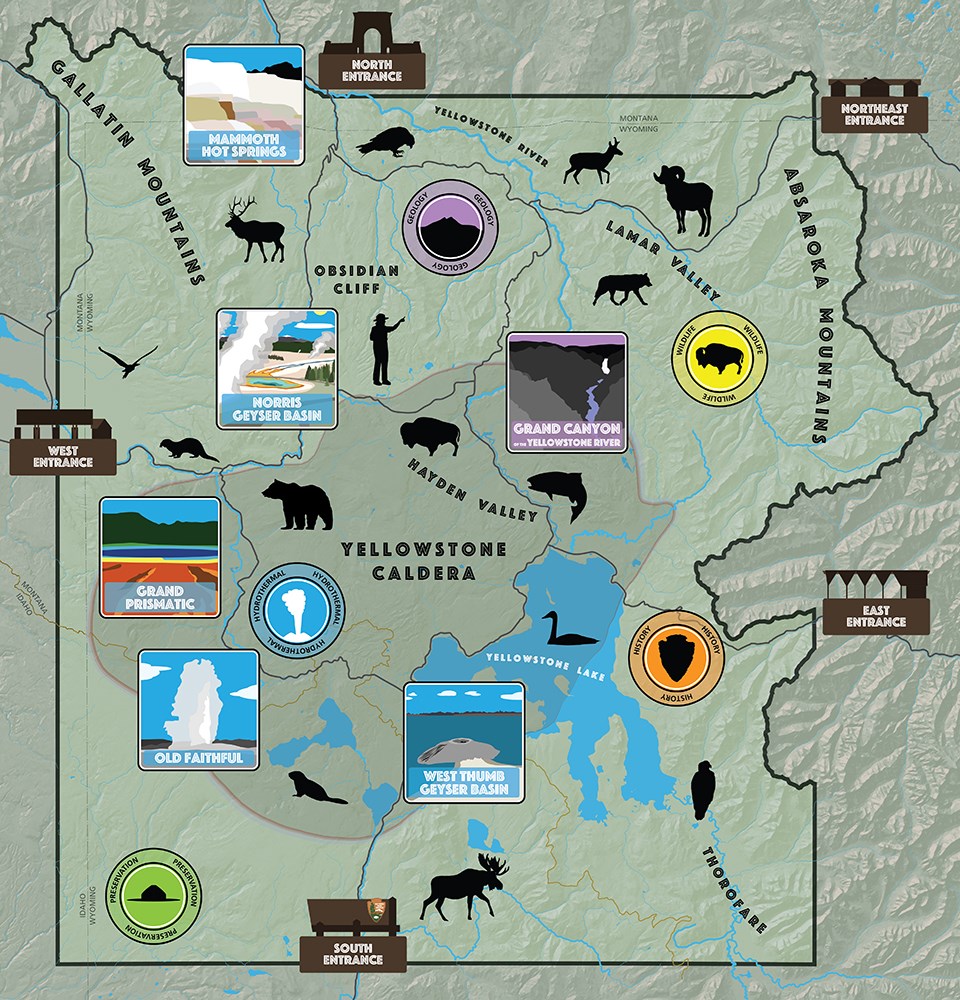 NORTH
ENTRANCE
NORTHEAST
ENTRANCE
GALLATIN MOUNTAINS
MAMMOTH
HOT SPRINGS
YELLOWSTONE RIVER
MONTANA
WYOMING
GEOLOGY
GEOLOGY
GEOLOGY
ABSAROKA MOUNTAINS
LAMAR VALLEY
OBSIDIAN
CLIFF
MONTANA
WYOMING
NORRIS
GEYSER BASIN
GRAND CANYON
OF THE YELLOWSTONE RIVER
WILDLIFE
WILDLIFE
WILDLIFE
WEST
ENTRANCE
HAYDEN VALLEY
YELLOWSTONE
CALDERA
GRAND
PRISMATIC
MONTANA
IDAHO
HYDROTHERMAL
HYDROTHERMAL
HYDROTHERMAL
EAST
ENTRANCE
HISTORY
HISTORY
HISTORY
YELLOWSTONE LAKE
OLD FAITHFUL
WEST THUMB
GEYSER BASIN
THOROFARE
PRESERVATION
PRESERVATION
PRESERVATION
IDAHO
WYOMING
SOUTH
ENTRANCE